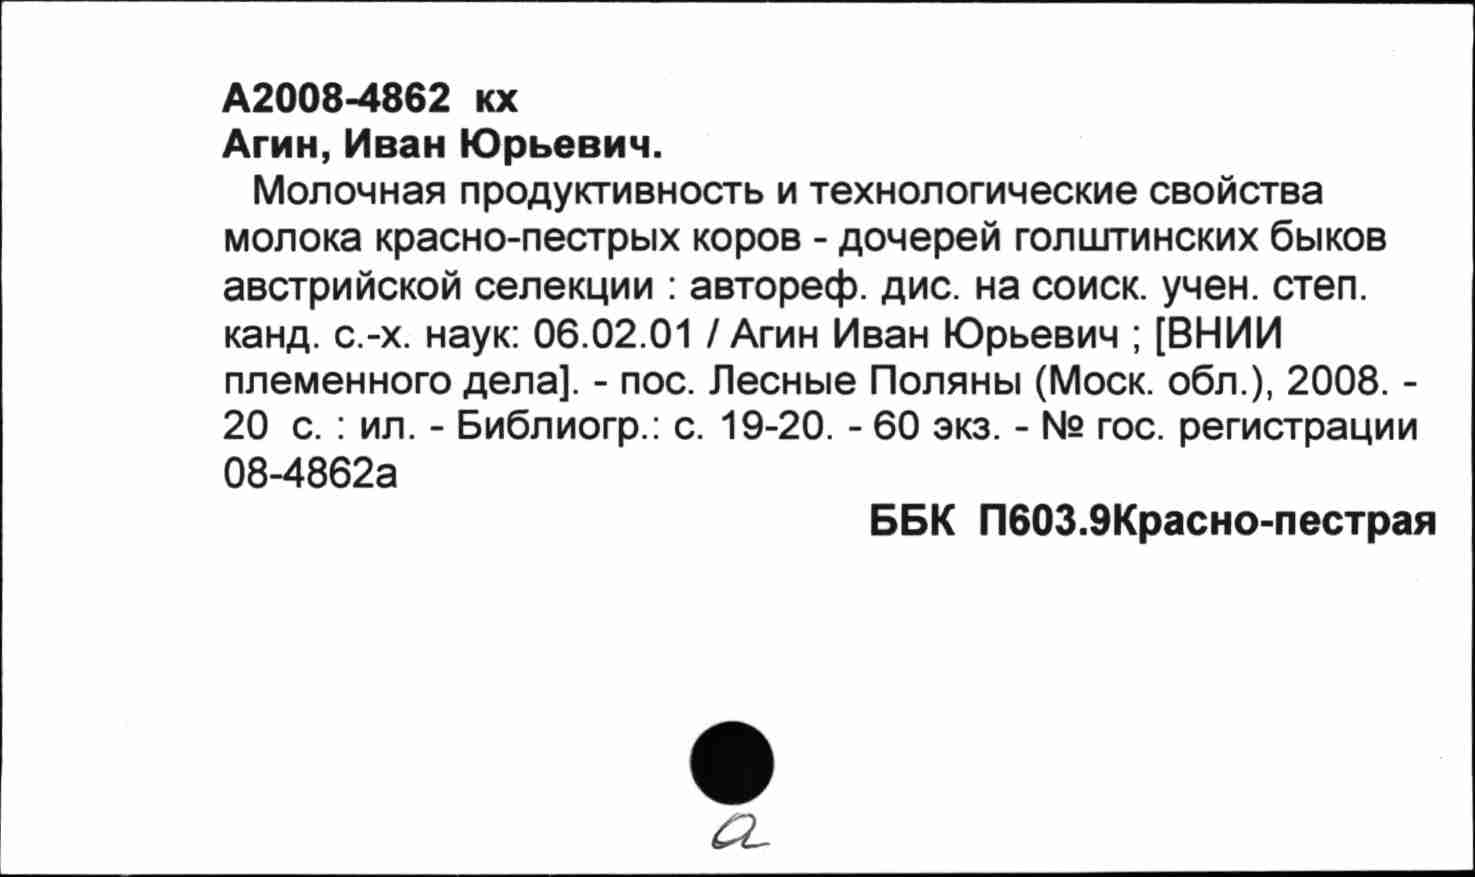 А2008-4862 кх
Агин, Иван Юрьевич.
Молочная продуктивность и технологические свойства
молока красно-пестрых коров - дочерей голштинских быков
австрийской селекции : автореф. дис. на соиск. учен. степ.
канд. с.-х. наук: 06.02.01 / Агин Иван Юрьевич ; [ВНИИ
племенного дела]. - пос. Лесные Поляны (Моск. обл.), 2008. -
20 с. : ил. - Библиогр.: с. 19-20. - 60 экз. - № гос. регистрации
08-4862а
ББК П603.9Красно-пестрая
а